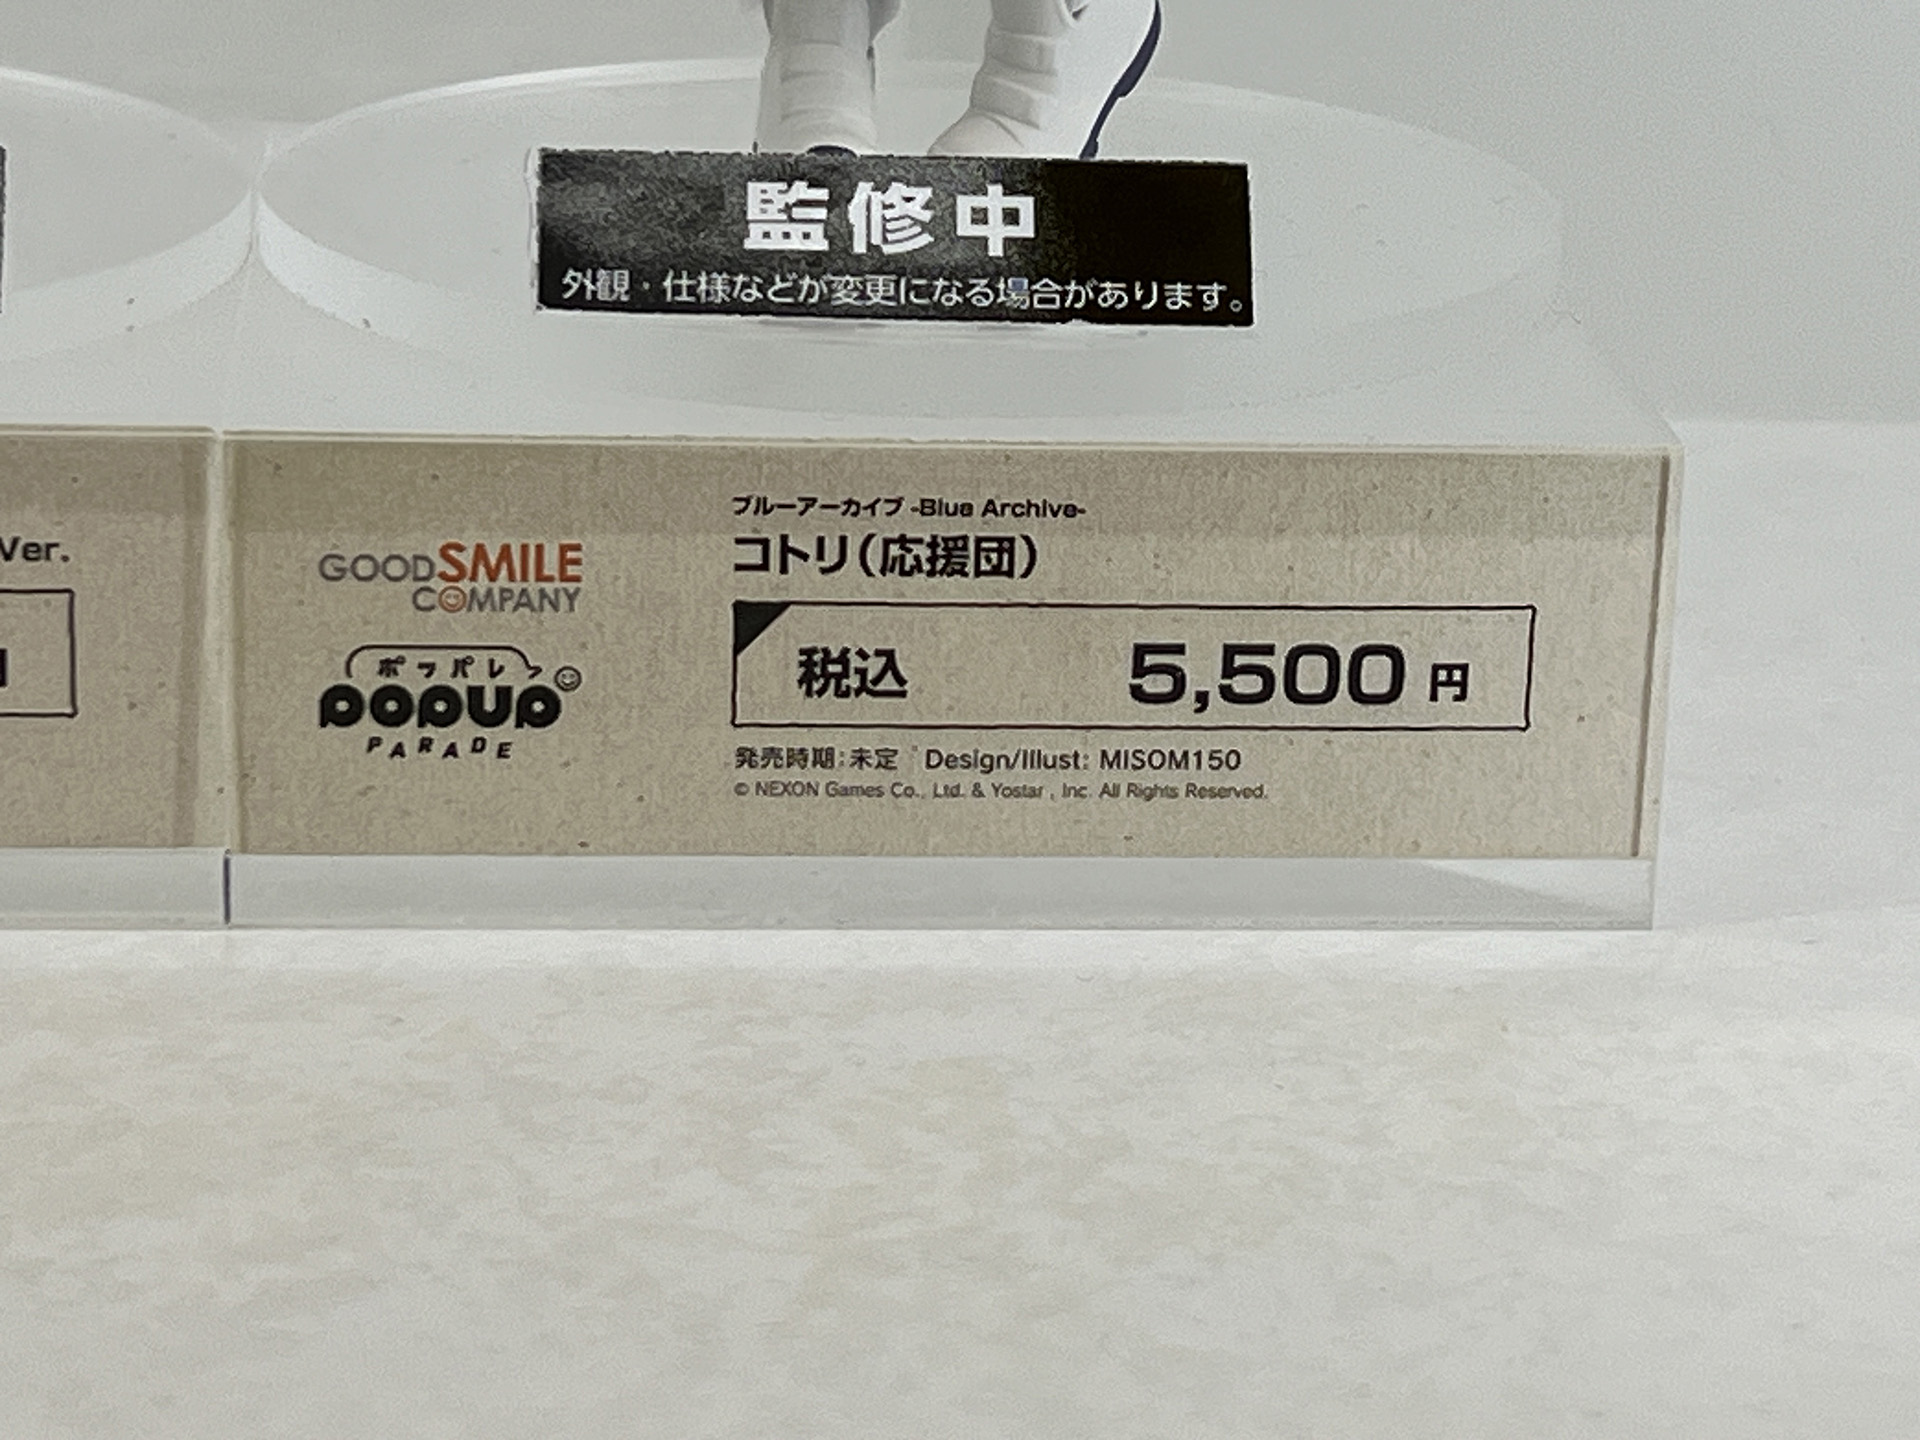 監修中
外観・仕様などが変更になる場合があります。
Ver.
GOODSMILE
COMPANY
ポッパレ
POPUP
PARADE
ブルーアーカイブ -Blue Archive-
コトリ（応援団）
税込 5,500 円
発売時期：未定 Design/Illust: MISOM150
© NEXON Games Co., Ltd. & Yostar , Inc. All Rights Reserved.